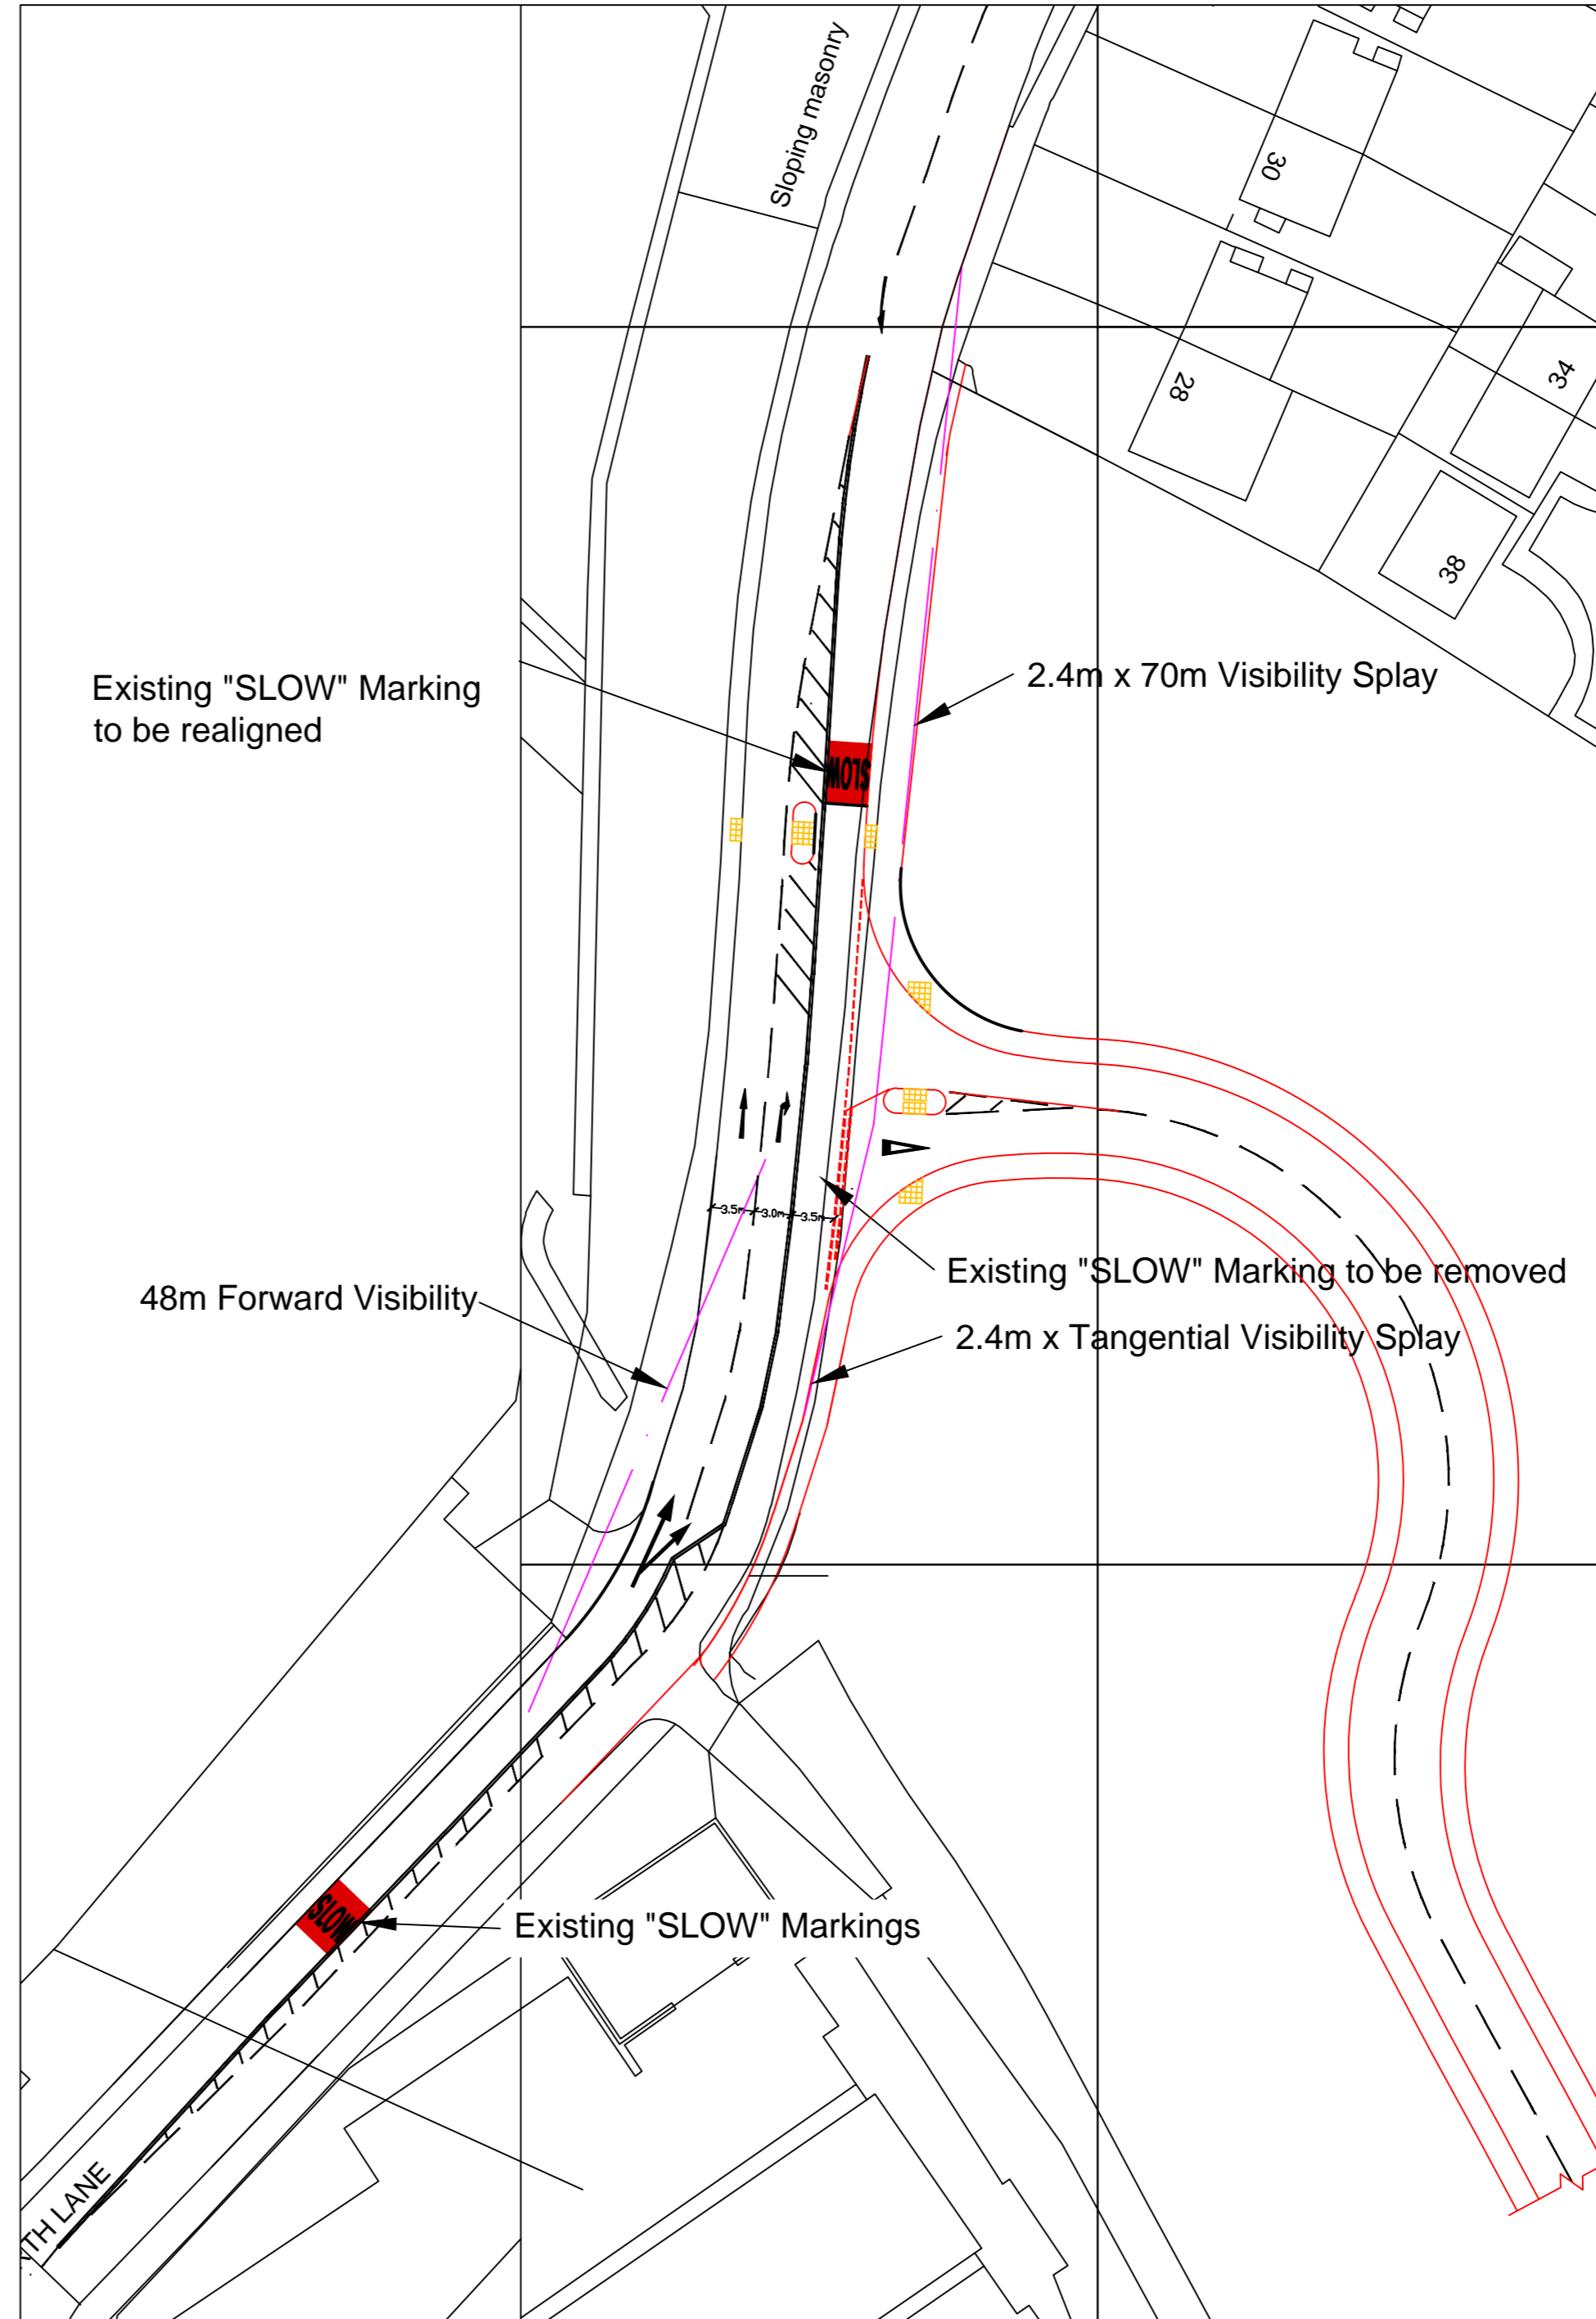 Sloping masonry
30
28
34
38
Existing "SLOW" Marking
to be realigned
2.4m x 70m Visibility Splay
SLOW
3.5m
3.0m
3.5m
Existing "SLOW" Marking to be removed
48m Forward Visibility
2.4m x Tangential Visibility Splay
SLOW
Existing "SLOW" Markings
TH LANE